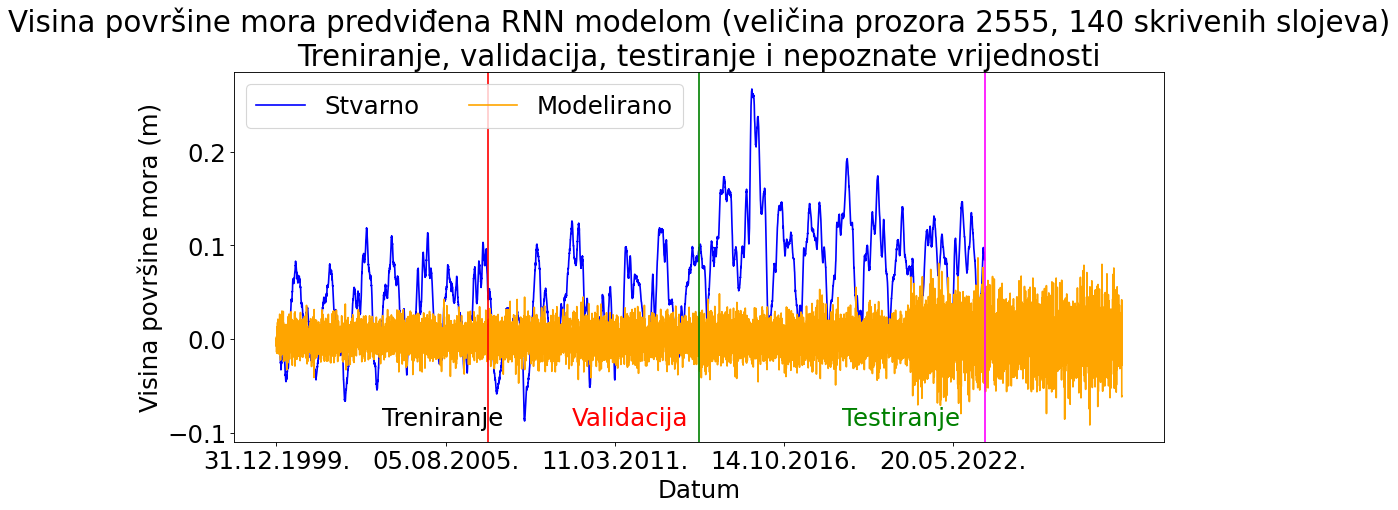 Visina površine mora predviđena RNN modelom (veličina prozora 2555, 140 skrivenih slojeva)
Treniranje, validacija, testiranje i nepoznate vrijednosti
Stvarno Modelirano
Visina površine mora (m)
0.2
0.1
0.0
−0.1
Treniranje Validacija Testiranje
31.12.1999. 05.08.2005. 11.03.2011. 14.10.2016. 20.05.2022.
Datum